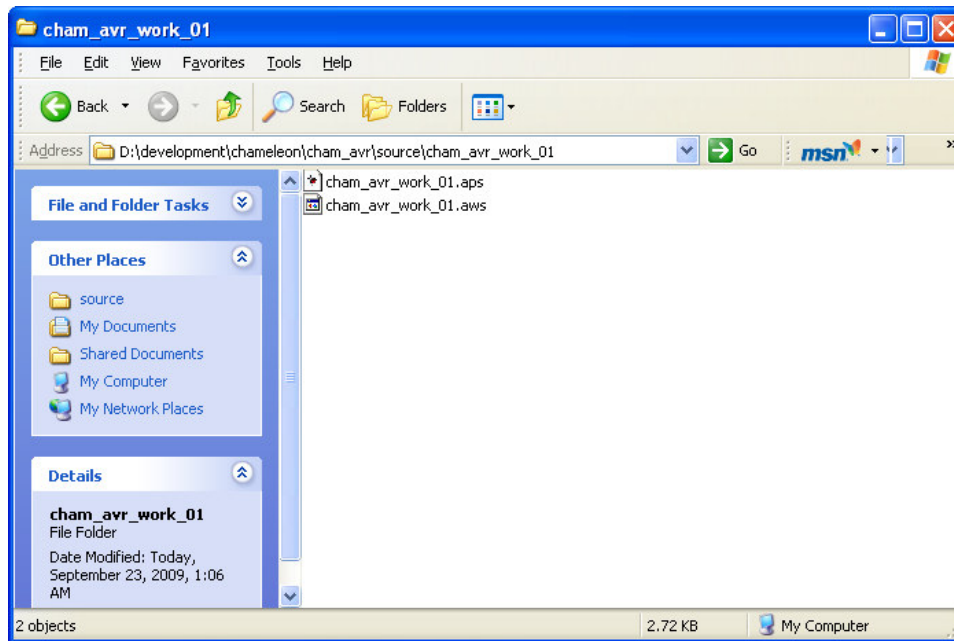 cham_avr_work_01
File Edit View Favorites Tools Help
Back Search Folders
Address D:\development\chameleon\cham_avr\source\cham_avr_work_01 Go msn »
File and Folder Tasks
Other Places
source
My Documents
Shared Documents
My Computer
My Network Places
Details
cham_avr_work_01
File Folder
Date Modified: Today,
September 23, 2009, 1:06
AM
cham_avr_work_01.aps
cham_avr_work_01.aws
2 objects 2.72 KB My Computer